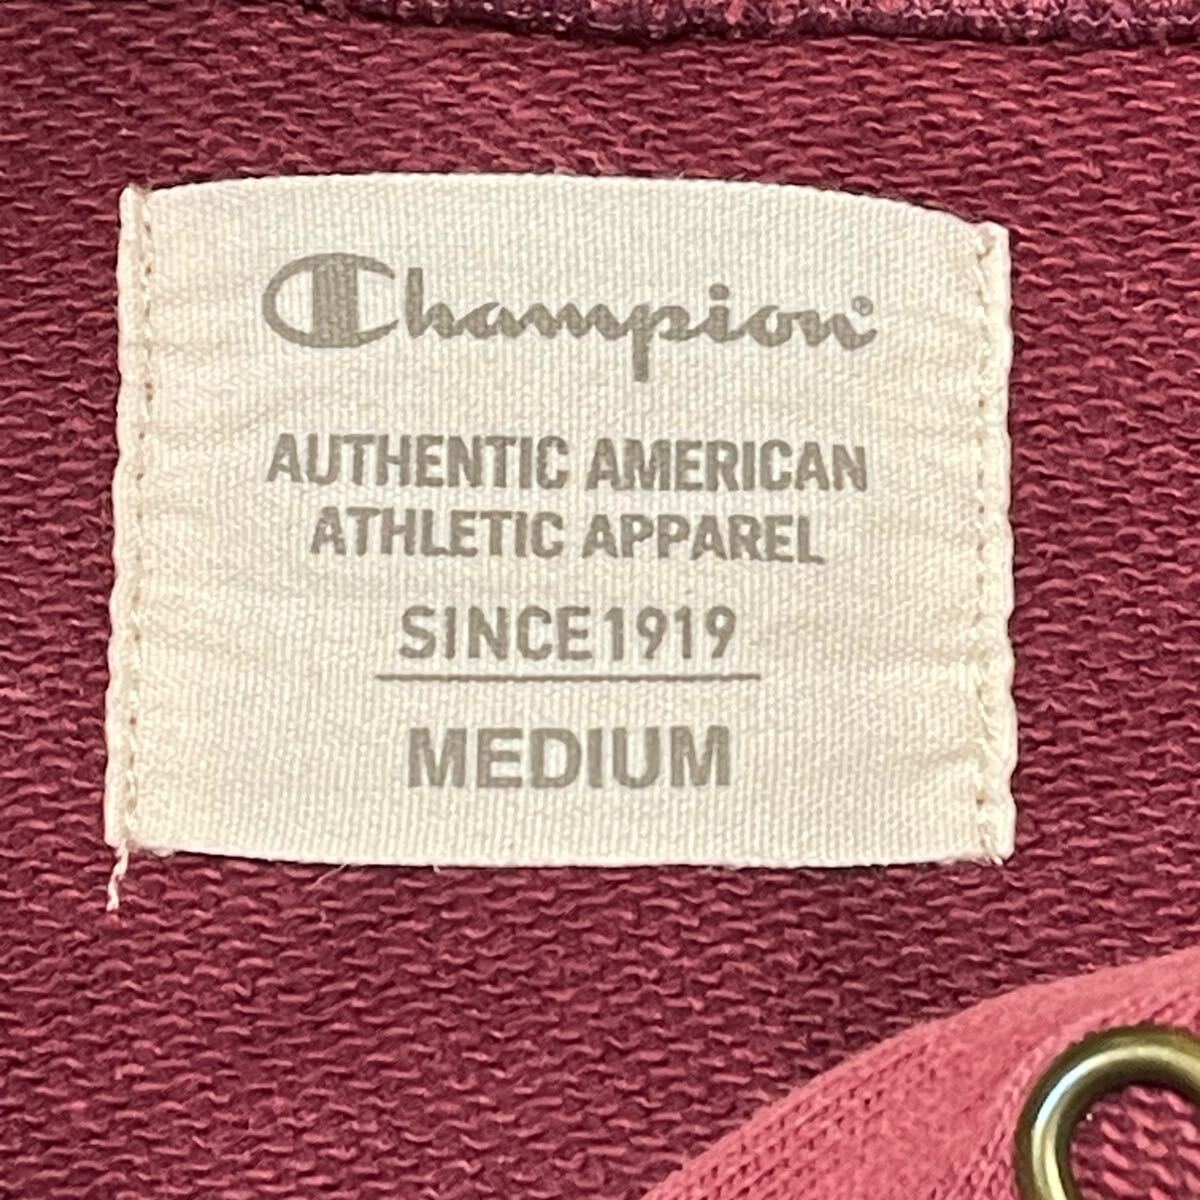 Champion®
AUTHENTIC AMERICAN
ATHLETIC APPAREL
SINCE1919
MEDIUM